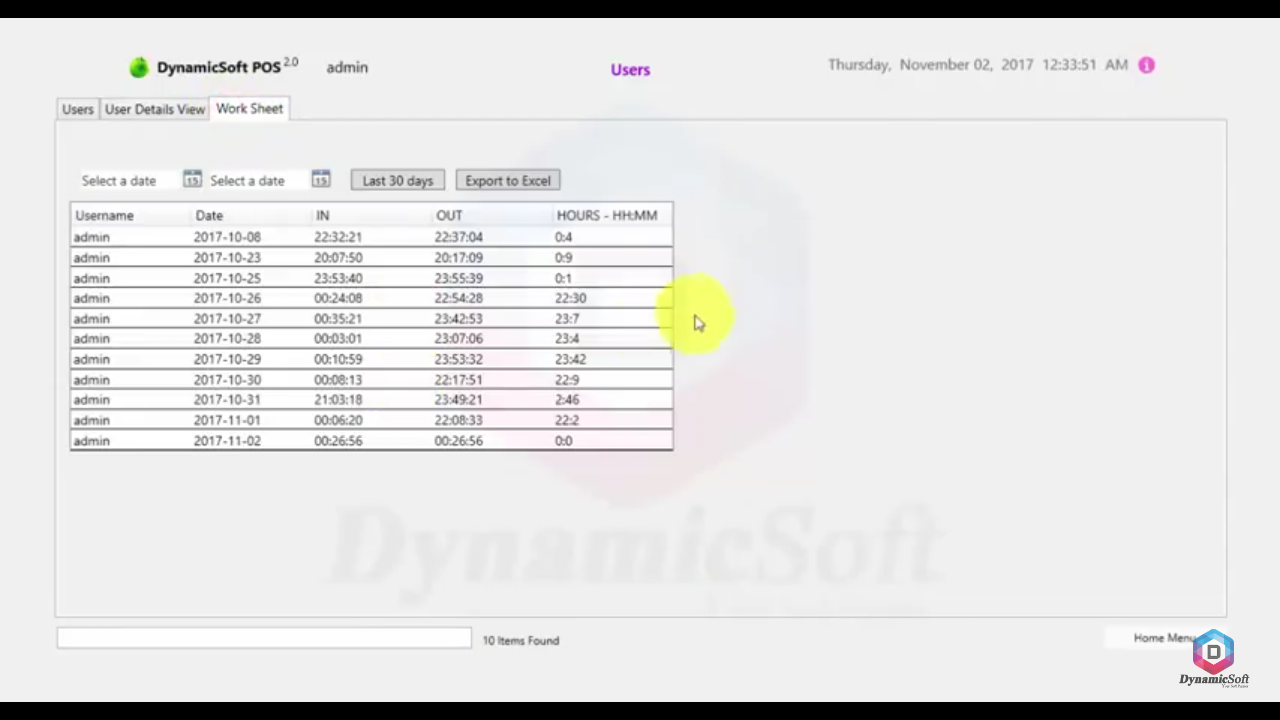 DynamicSoft POS 2.0 admin Users Thursday, November 02, 2017 12:33:51 AM
Users User Details View Work Sheet
Select a date 15 Select a date 15 Last 30 days Export to Excel
Username Date IN OUT HOURS - HH:MM
admin 2017-10-08 22:32:21 22:37:04 0:4
admin 2017-10-23 20:07:50 20:17:09 0:9
admin 2017-10-25 23:53:40 23:55:39 0:1
admin 2017-10-26 00:24:08 22:54:28 22:30
admin 2017-10-27 00:35:21 23:42:53 23:7
admin 2017-10-28 00:03:01 23:07:06 23:4
admin 2017-10-29 00:10:59 23:53:32 23:42
admin 2017-10-30 00:08:13 22:17:51 22:9
admin 2017-10-31 21:03:18 23:49:21 2:46
admin 2017-11-01 00:06:20 22:08:33 22:2
admin 2017-11-02 00:26:56 00:26:56 0:0
DynamicSoft
10 Items Found Home Menu
D
DynamicSoft